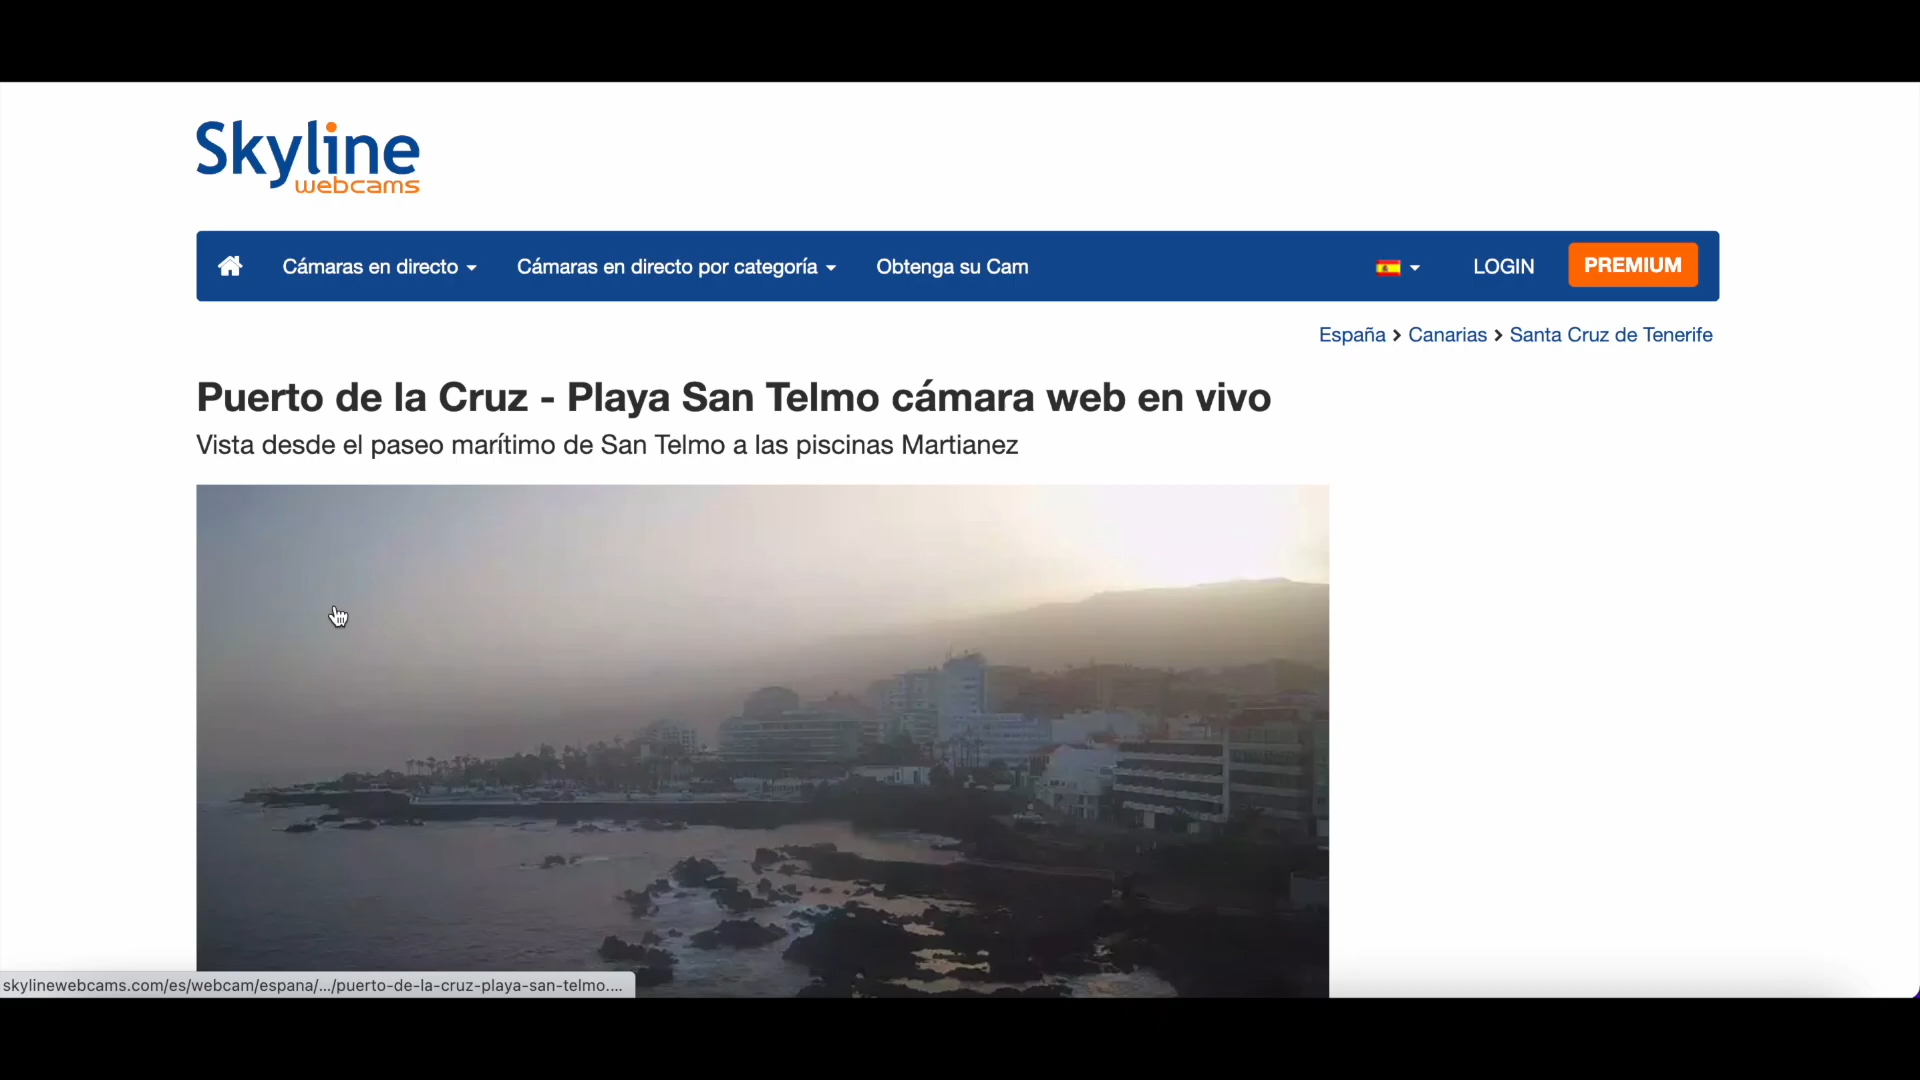 Skyline
webcams
Cámaras en directo
Cámaras en directo por categoría
Obtenga su Cam
LOGIN
PREMIUM
España > Canarias > Santa Cruz de Tenerife
Puerto de la Cruz - Playa San Telmo cámara web en vivo
Vista desde el paseo marítimo de San Telmo a las piscinas Martianez
skylinewebcams.com/es/webcam/espana/.../puerto-de-la-cruz-playa-san-telmo....